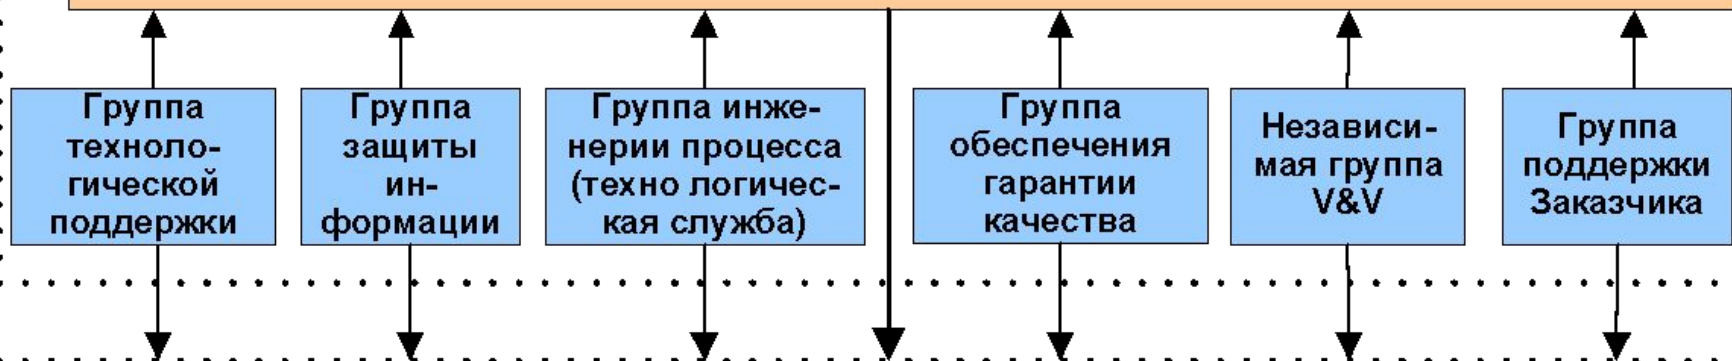 Группа
техноло-
гической
поддержки
Группа
защиты
ин-
формации
Группа инже-
нерии процесса
(техно логичес-
кая служба)
Группа
обеспечения
гарантии
качества
Независи-
мая группа
V&V
Группа
поддержки
Заказчика